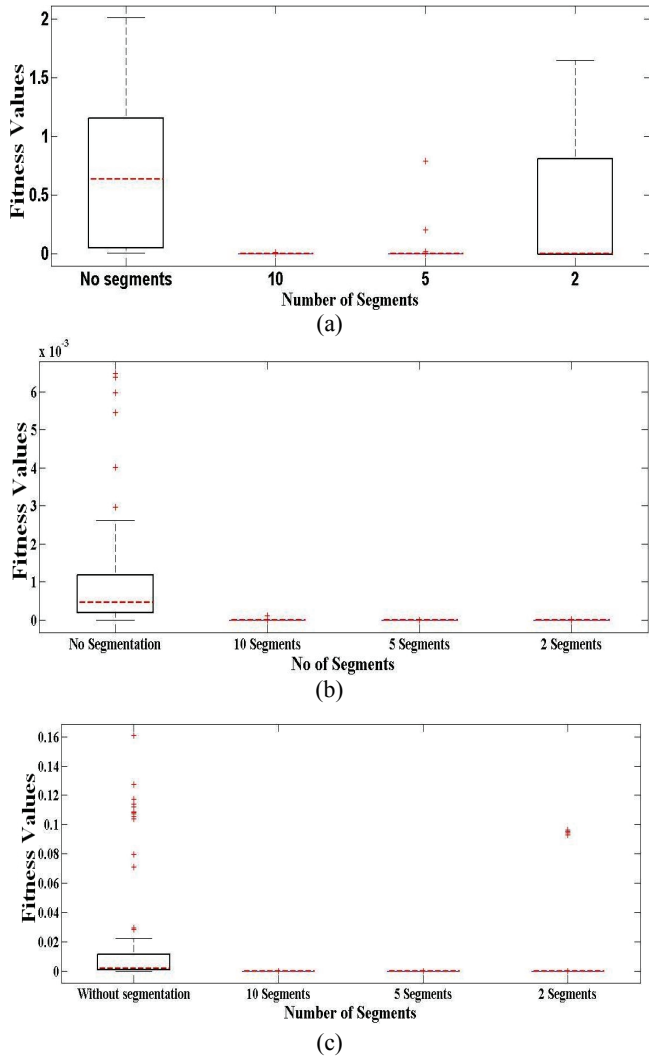 2
1.5
1
0.5
0
Fitness Values
No segments 10 5 2
Number of Segments
(a)
x 10^-3
6
5
4
3
2
1
0
Fitness Values
No Segmentation 10 Segments 5 Segments 2 Segments
No of Segments
(b)
0.16
0.14
0.12
0.1
0.08
0.06
0.04
0.02
0
Fitness Values
Without segmentation 10 Segments 5 Segments 2 Segments
Number of Segments
(c)